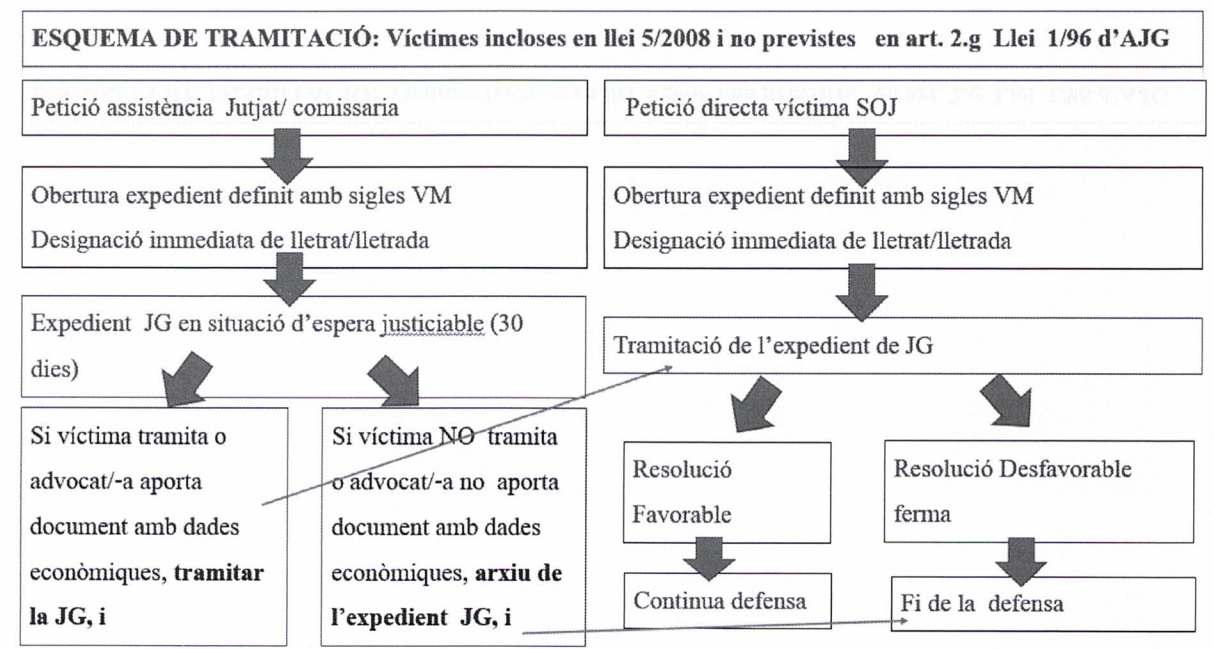 ESQUEMA DE TRAMITACIÓ: Víctimes incloses en llei 5/2008 i no previstes en art. 2.g Llei 1/96 d'AJG
Petició assistència Jutjat/ comissaria
Obertura expedient definit amb sigles VM
Designació immediata de lletrat/lletrada
Expedient JG en situació d'espera justiciable (30
dies)
Si víctima tramita o
advocat/-a aporta
document amb dades
econòmiques, tramitar
la JG, i
Si víctima NO tramita
o advocat/-a no aporta
document amb dades
econòmiques, arxiu de
l'expedient JG, i
Petició directa víctima SOJ
Obertura expedient definit amb sigles VM
Designació immediata de lletrat/lletrada
Tramitació de l'expedient de JG
Resolució
Favorable
Continua defensa
Resolució Desfavorable
ferma
Fi de la defensa